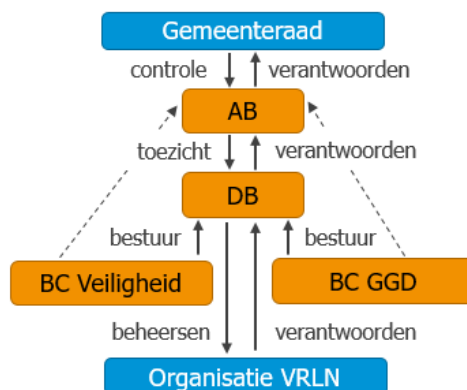 Gemeenteraad
controle verantwoorden
AB
toezicht verantwoorden
DB
bestuur bestuur
BC Veiligheid BC GGD
beheersen verantwoorden
Organisatie VRLN